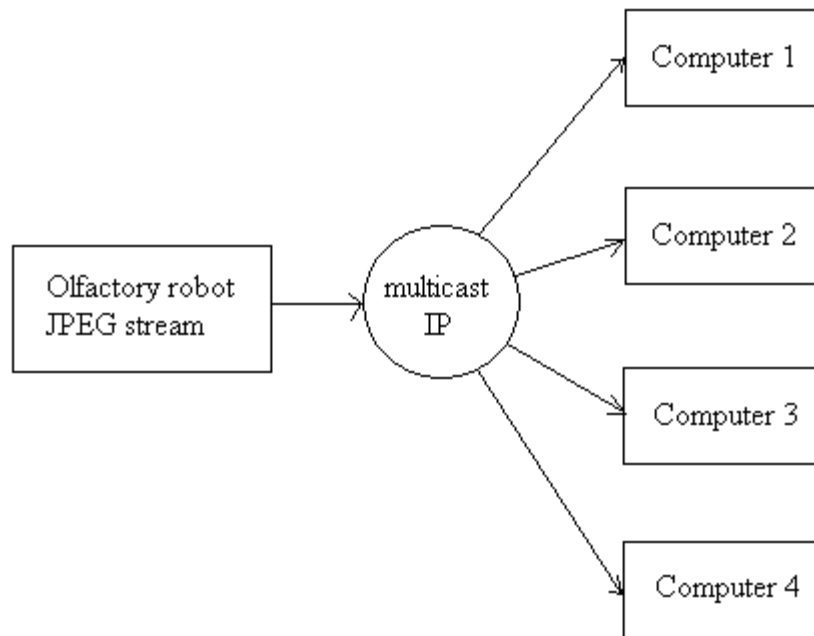 Olfactory robot
JPEG stream
multicast
IP
Computer 1
Computer 2
Computer 3
Computer 4